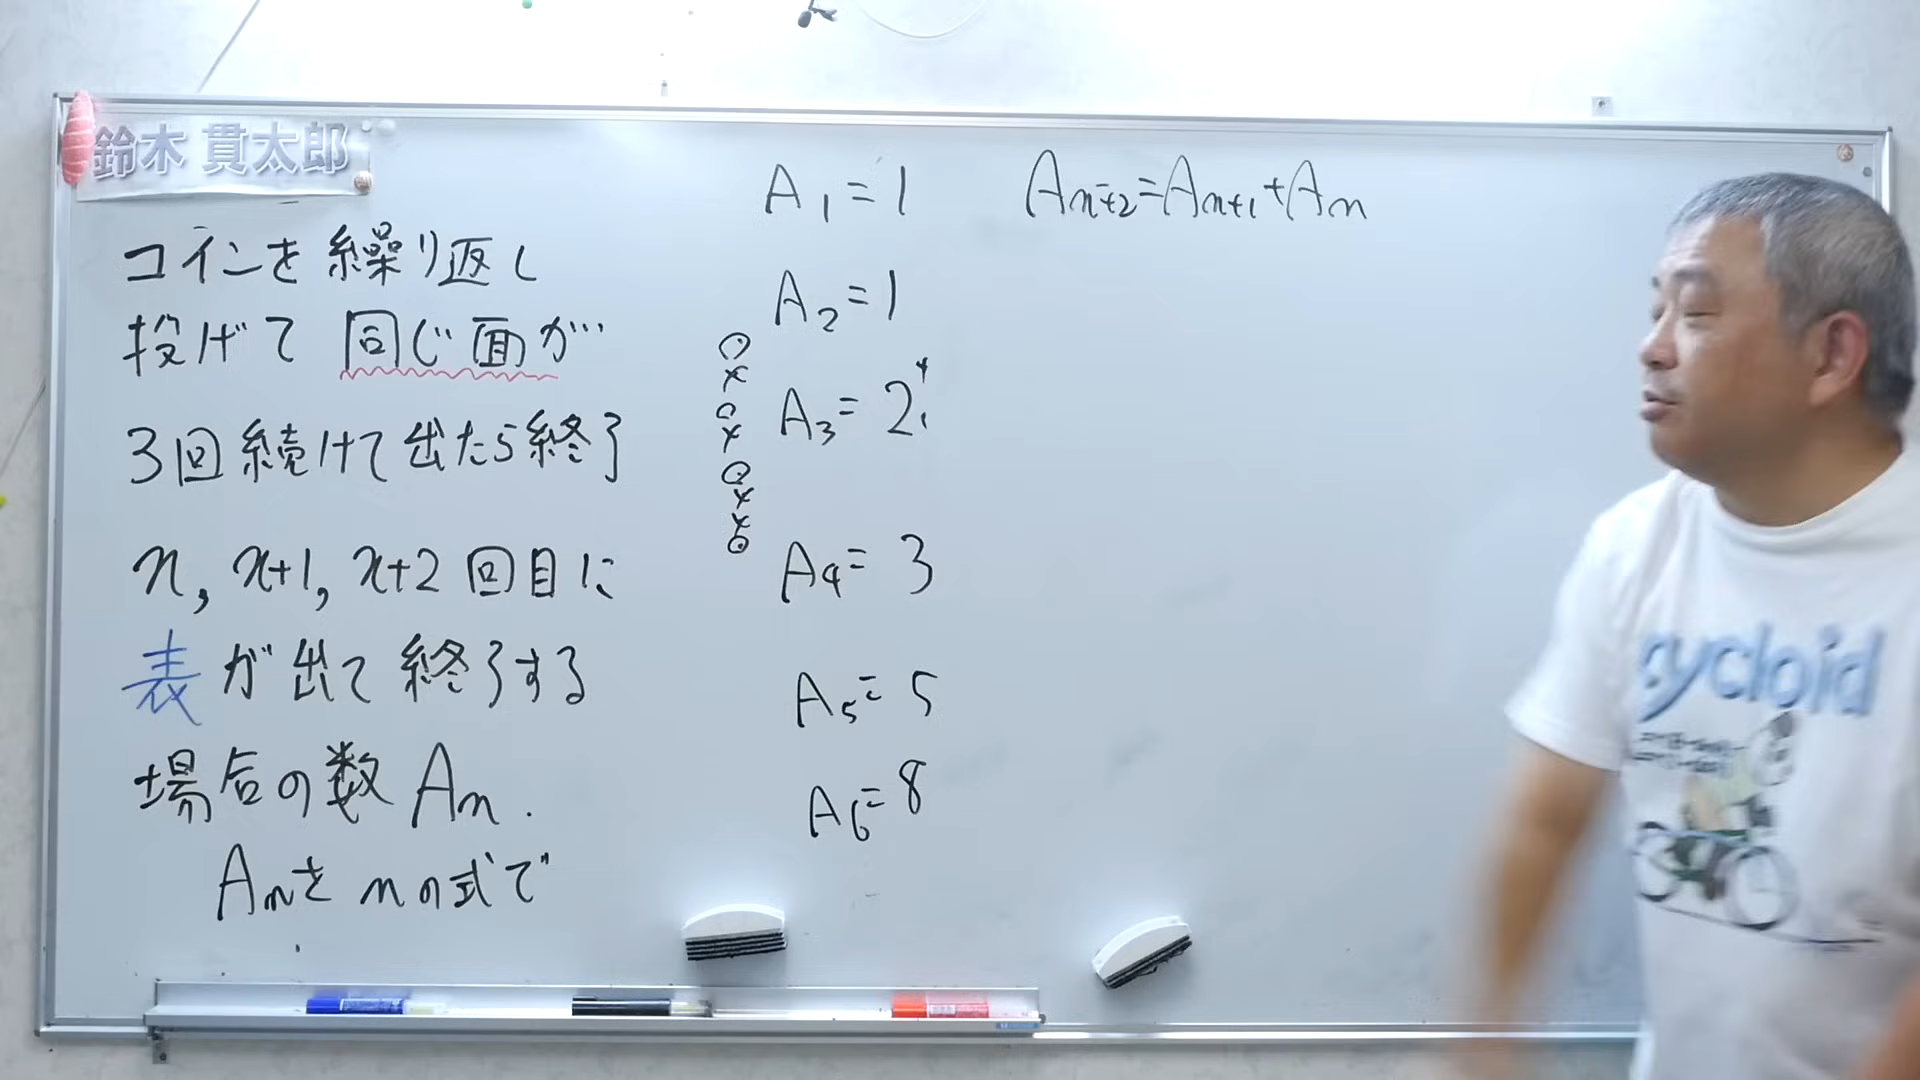 鈴木 貫太郎
コインを繰り返し
投げて 同じ面が
3回続けて出たら終了
n, n+1, n+2 回目に
表が出て終了する
場合の数 An.
Anを nの式で
○
×
○
×
○
×
×
○
A1=1
A2=1
A3=2
A4=3
A5=5
A6=8
An+2=An+1+An
cycloid